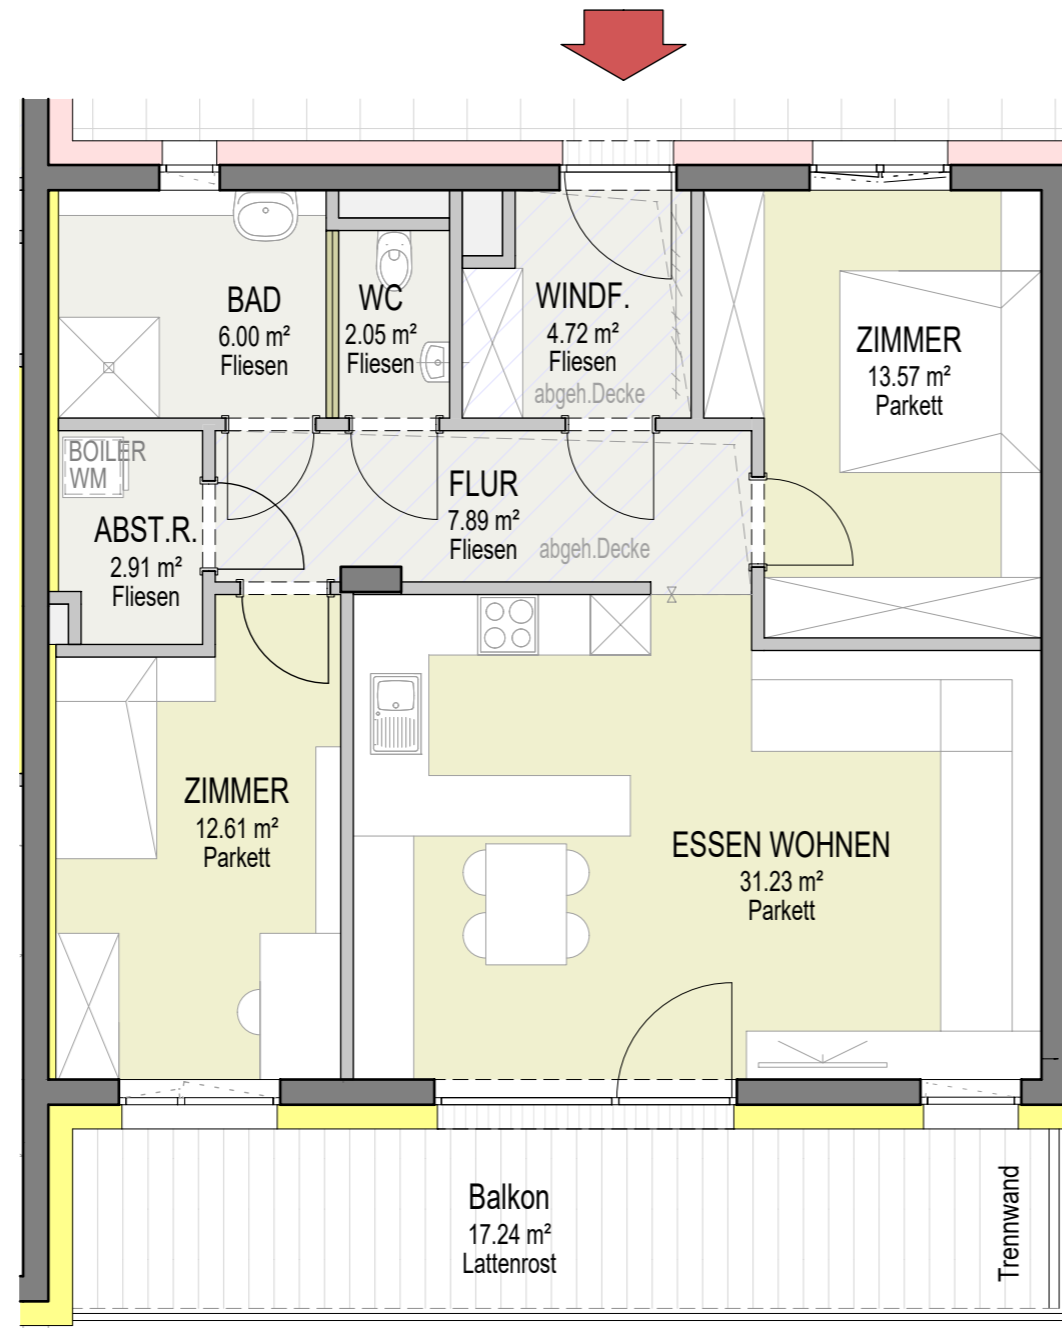 BAD
6.00 m²
Fliesen
WC
2.05 m²
Fliesen
WINDF.
4.72 m²
Fliesen
abgeh.Decke
ZIMMER
13.57 m²
Parkett
BOILER
WM
ABST.R.
2.91 m²
Fliesen
FLUR
7.89 m²
Fliesen
abgeh.Decke
ZIMMER
12.61 m²
Parkett
ESSEN WOHNEN
31.23 m²
Parkett
Balkon
17.24 m²
Lattenrost
Trennwand